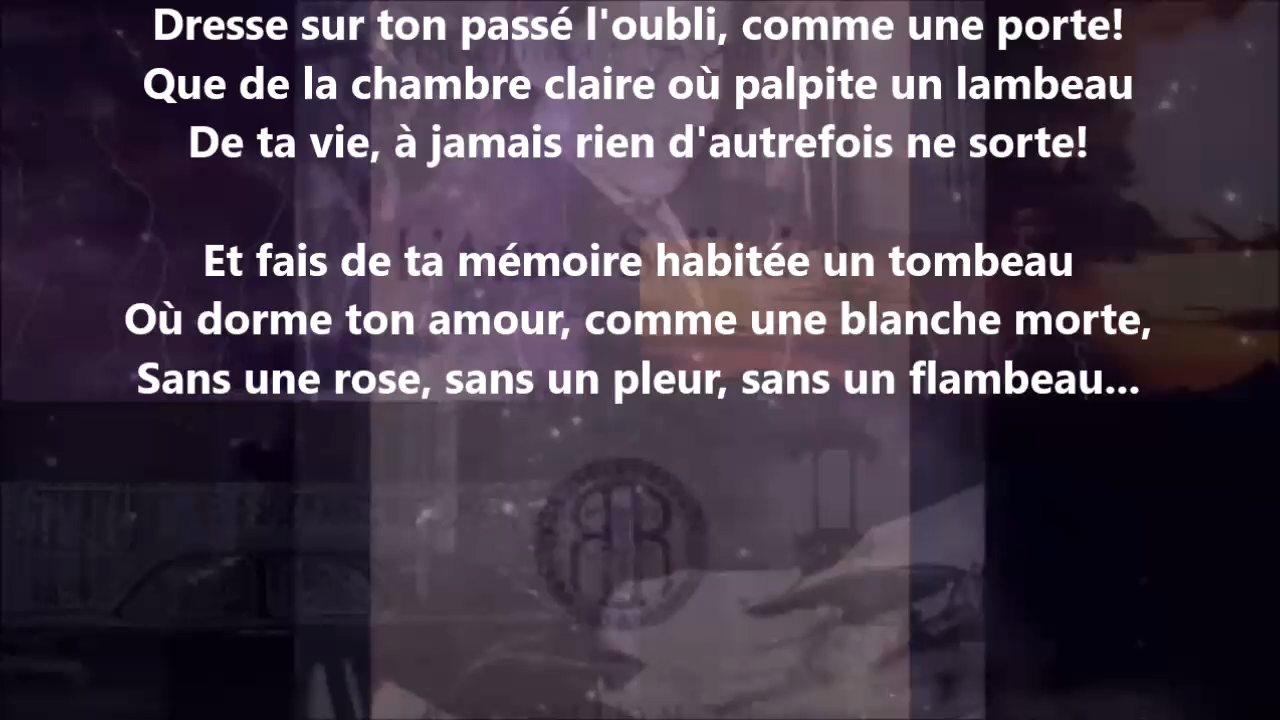 Dresse sur ton passé l'oubli, comme une porte!
Que de la chambre claire où palpite un lambeau
De ta vie, à jamais rien d'autrefois ne sorte!
Et fais de ta mémoire habitée un tombeau
Où dorme ton amour, comme une blanche morte,
Sans une rose, sans un pleur, sans un flambeau...